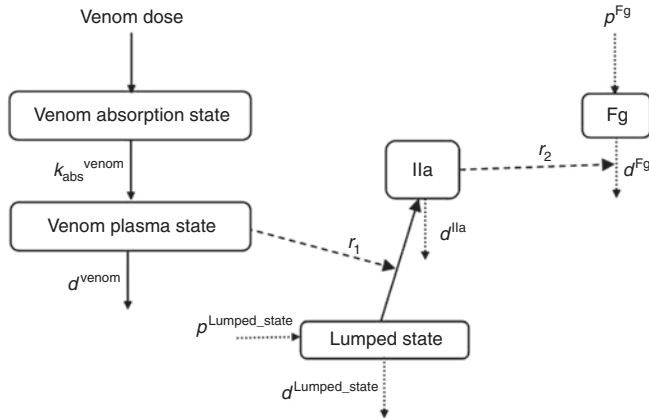 Venom dose
p^Fg
Venom absorption state
Fg
k_abs^venom
IIa
r_2
d^Fg
Venom plasma state
r_1
d^IIa
d^venom
p^Lumped_state
Lumped state
d^Lumped_state